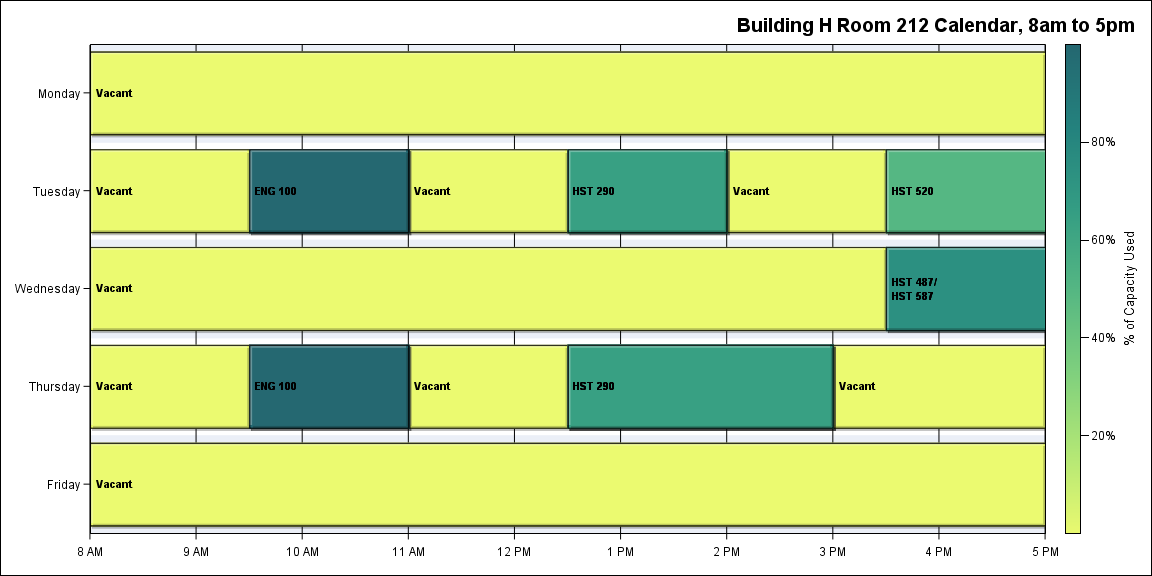 Building H Room 212 Calendar, 8am to 5pm
Monday
Vacant
Tuesday
Vacant
ENG 100
Vacant
HST 290
Vacant
HST 520
Wednesday
Vacant
HST 487/
HST 587
Thursday
Vacant
ENG 100
Vacant
HST 290
Vacant
Friday
Vacant
8 AM
9 AM
10 AM
11 AM
12 PM
1 PM
2 PM
3 PM
4 PM
5 PM
80%
60%
40%
20%
% of Capacity Used